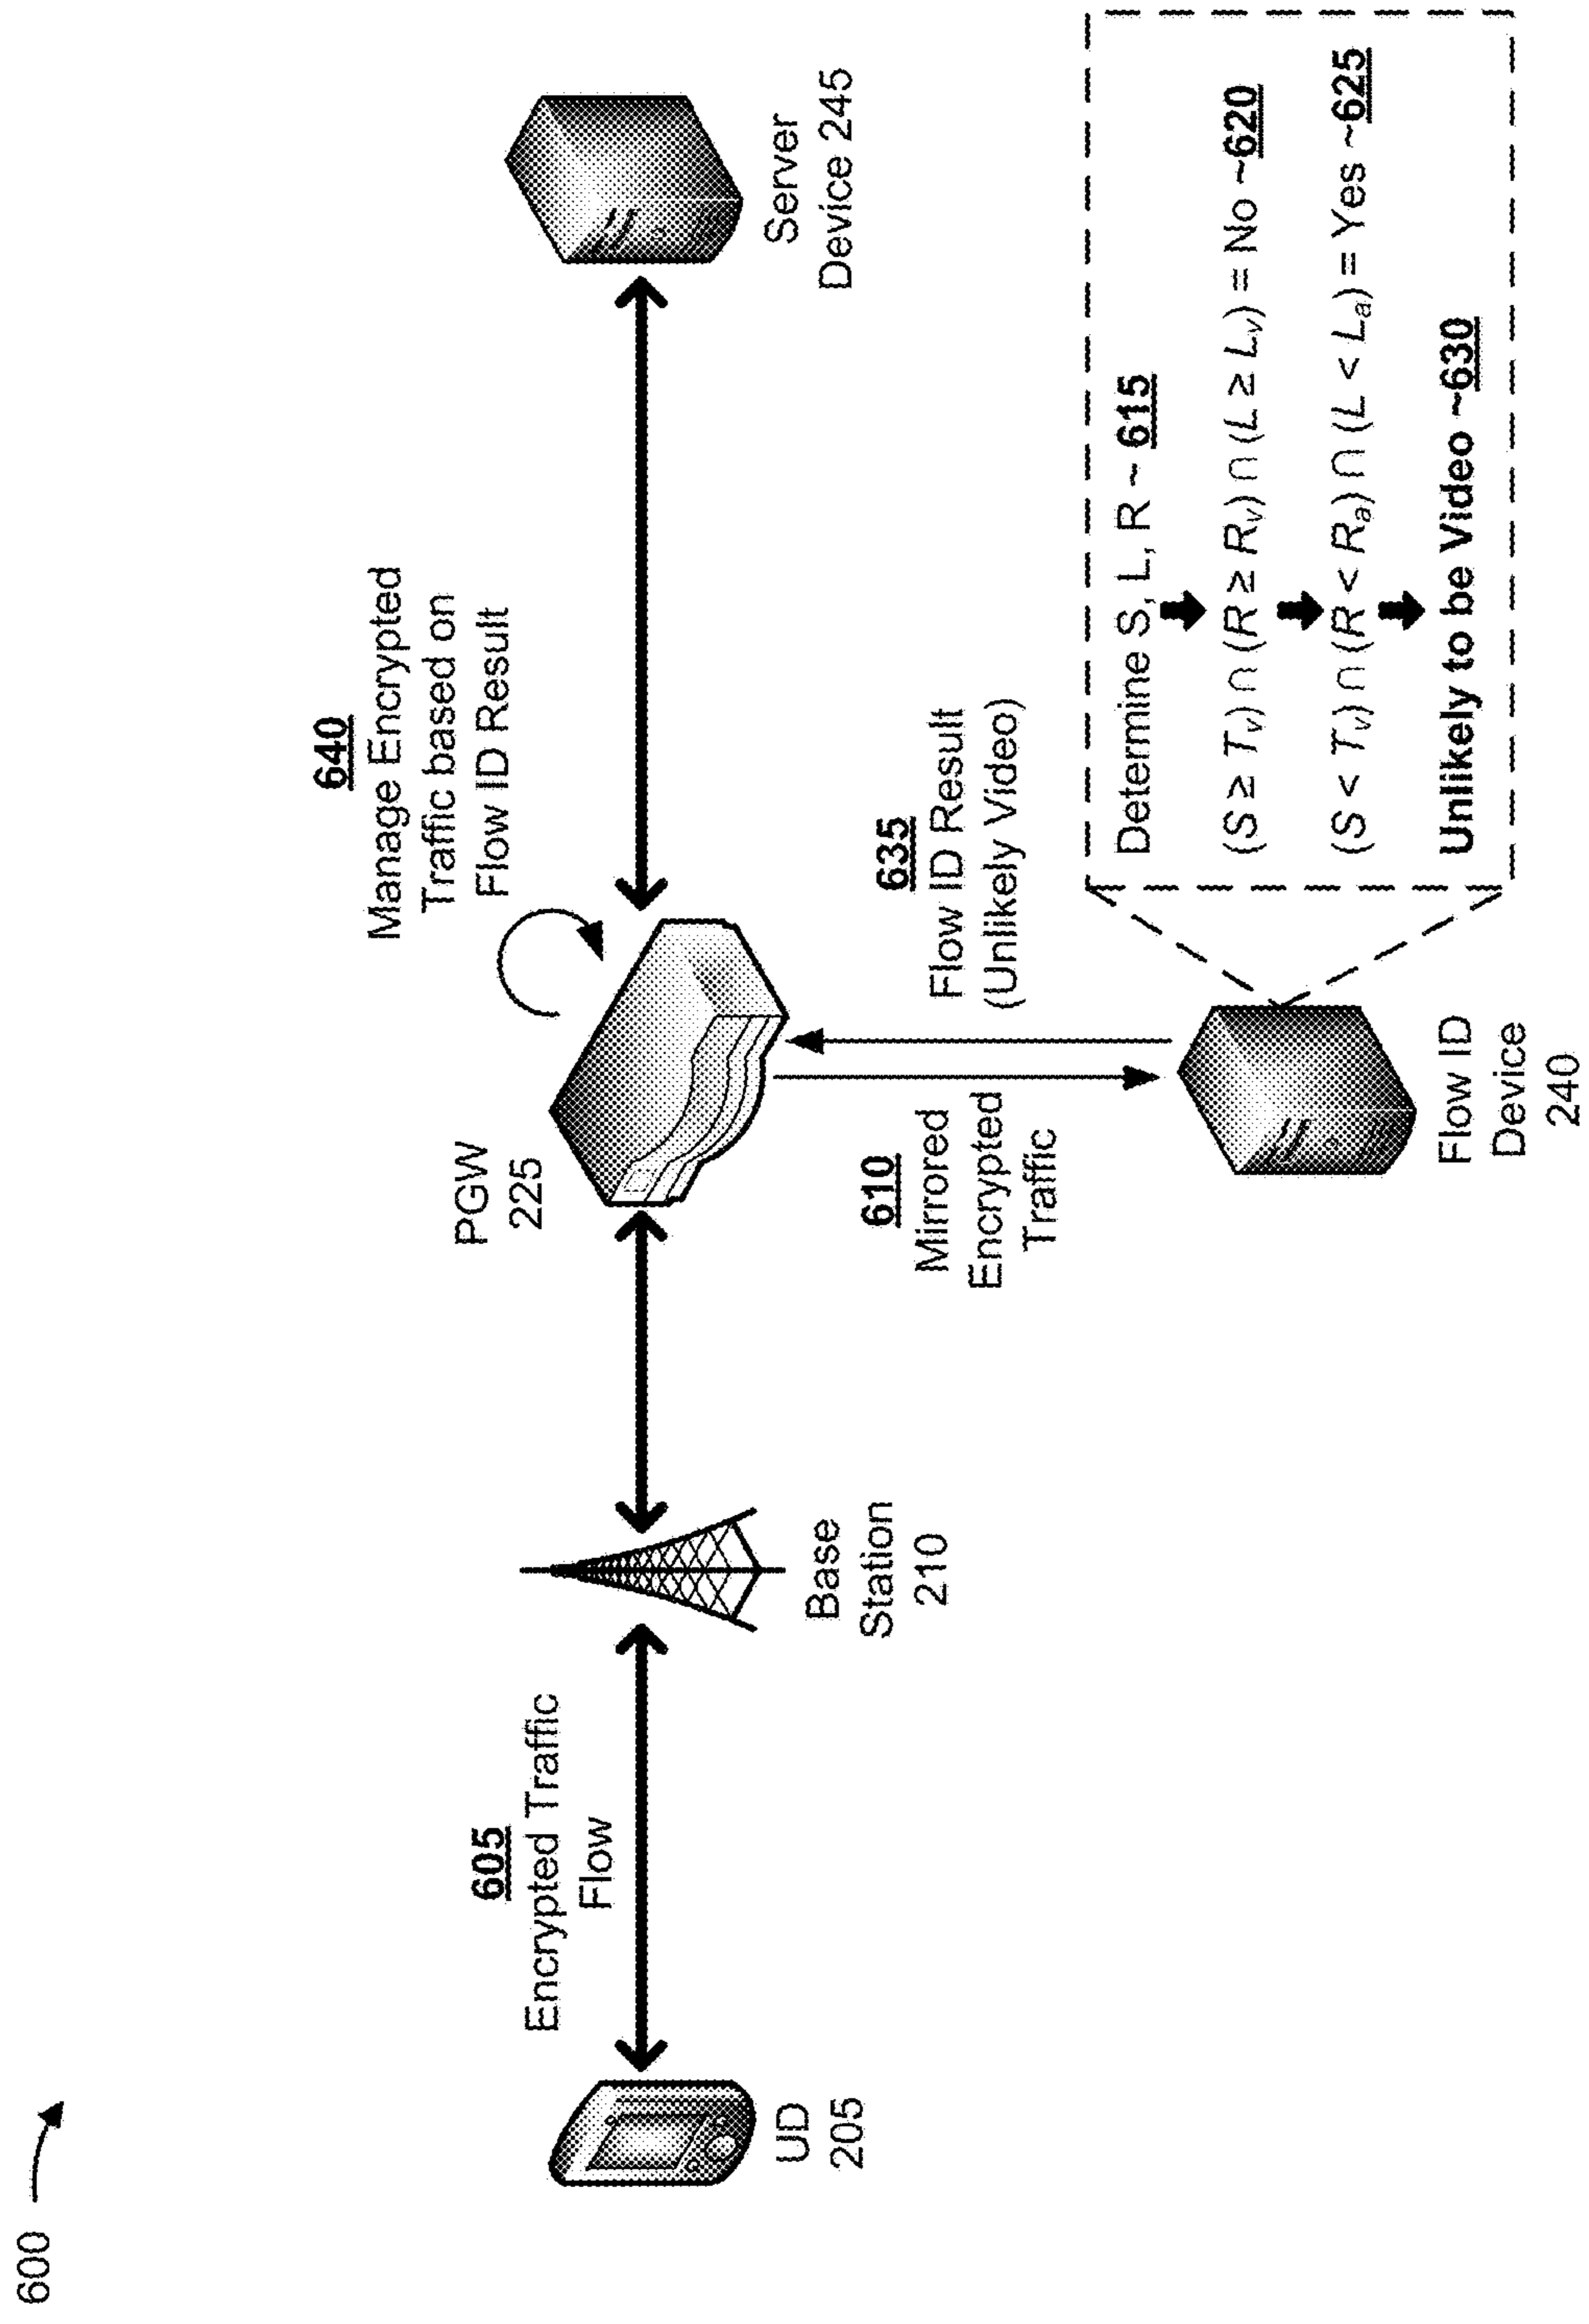 600
640
Manage Encrypted
Traffic based on
Flow ID Result
PGW
225
605
Encrypted Traffic
Flow
UD
205
Base
Station
210
Server
Device 245
610
Mirrored
Encrypted
Traffic
635
Flow ID Result
(Unlikely Video)
Flow ID
Device
240
Determine S, L, R ~ 615
(S ≥ Tv) ∩ (R ≥ Rv) ∩ (L ≥ Lv) = No ~620
(S < Tv) ∩ (R < Ra) ∩ (L < La) = Yes ~625
Unlikely to be Video ~630